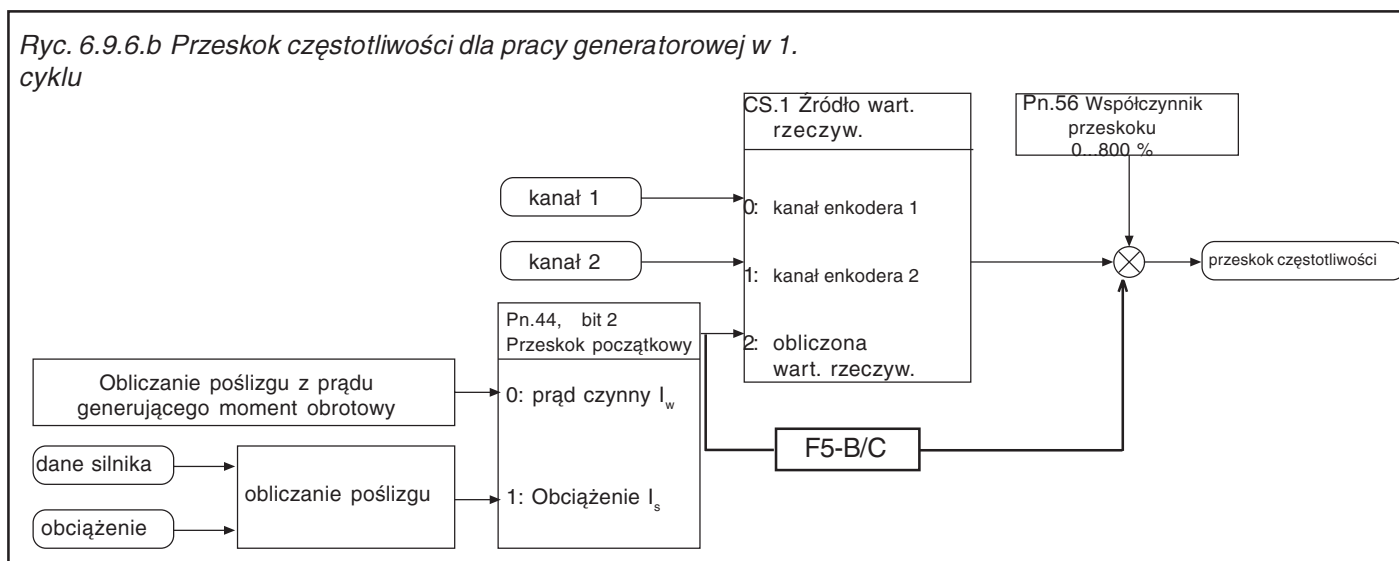 Ryc. 6.9.6.b Przeskok częstotliwości dla pracy generatorowej w 1.
cyklu
CS.1 Źródło wart.
rzeczyw.
Pn.56 Współczynnik
przeskoku
0...800 %
kanał 1
0: kanał enkodera 1
kanał 2
1: kanał enkodera 2
przeskok częstotliwości
Pn.44, bit 2
Przeskok początkowy
2: obliczona
wart. rzeczyw.
Obliczanie poślizgu z prądu
generującego moment obrotowy
0: prąd czynny Iw
F5-B/C
dane silnika
obliczanie poślizgu
1: Obciążenie Is
obciążenie